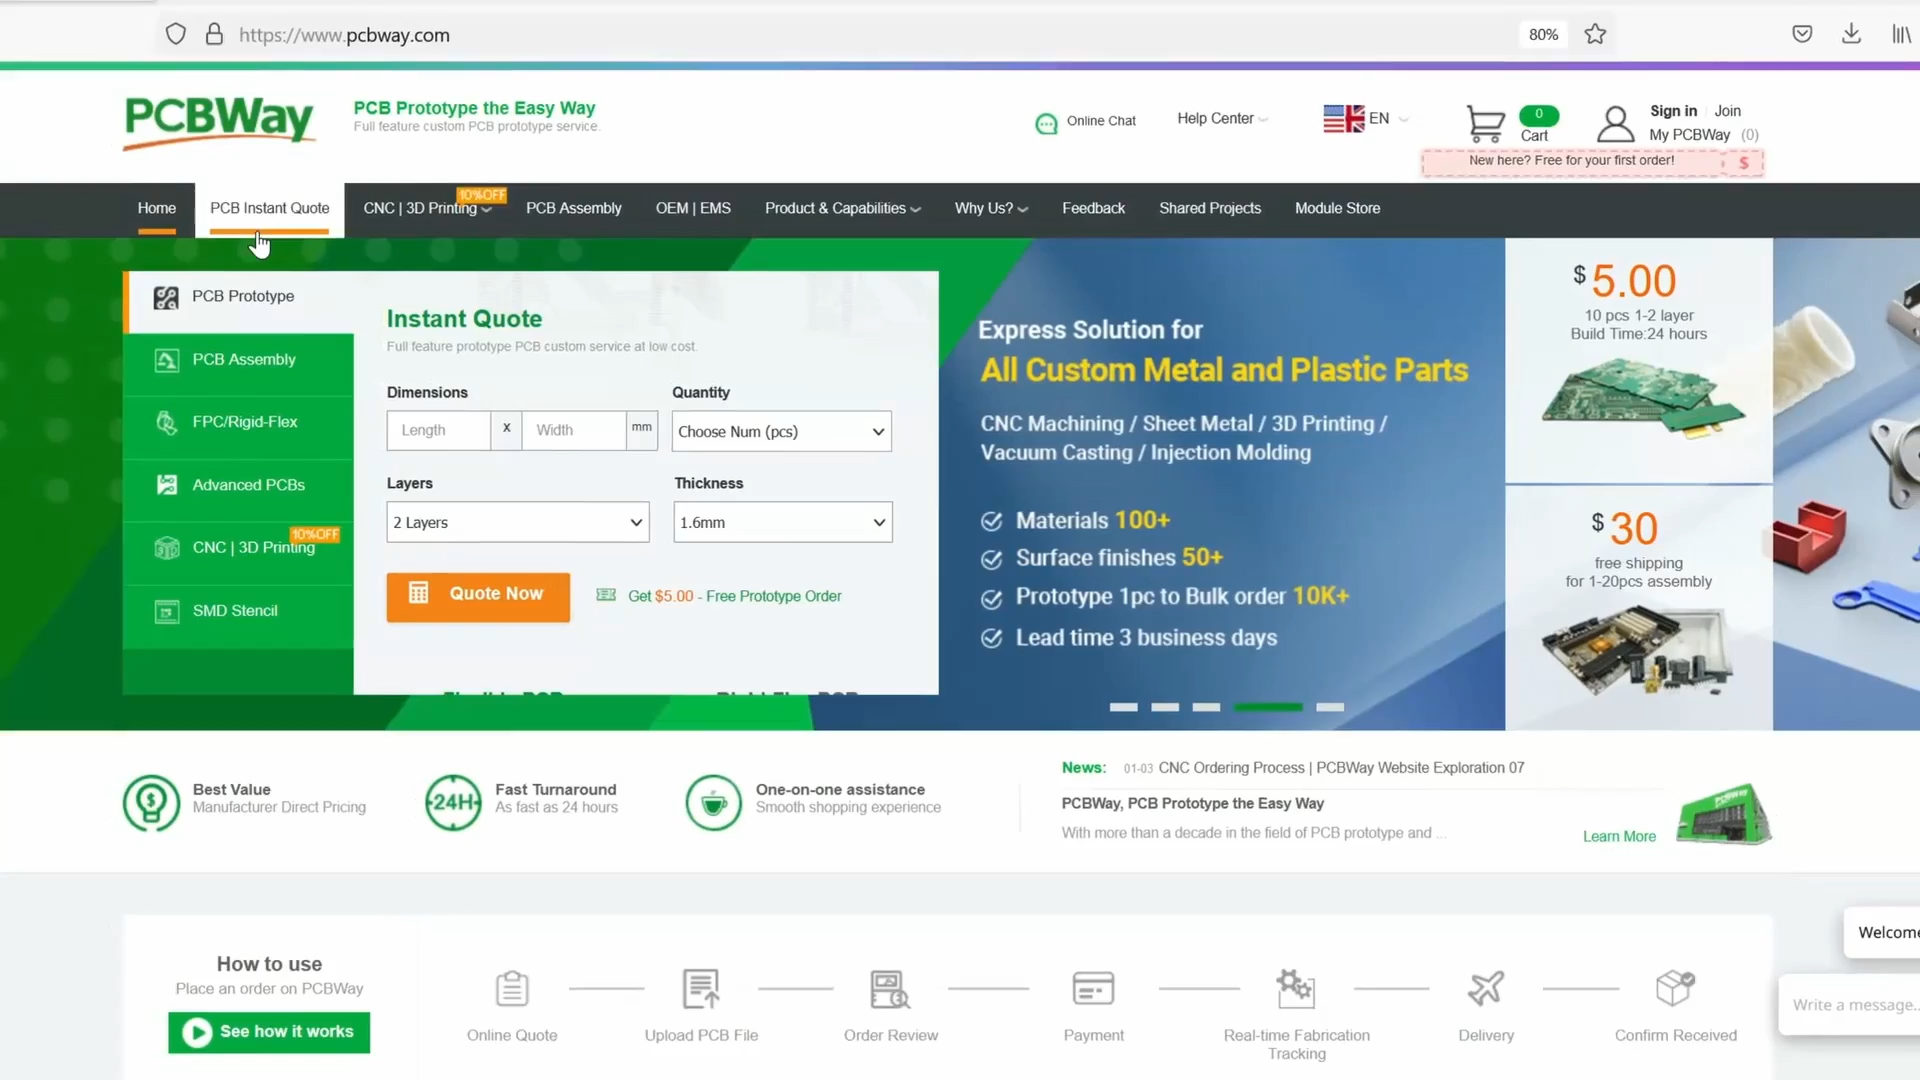 https://www.pcbway.com
80%
PCBWay
PCB Prototype the Easy Way
Full feature custom PCB prototype service.
Online Chat
Help Center
EN
0
Cart
Sign in
Join
My PCBWay (0)
New here? Free for your first order!
$
Home
PCB Instant Quote
CNC | 3D Printing
10%OFF
PCB Assembly
OEM | EMS
Product & Capabilities
Why Us?
Feedback
Shared Projects
Module Store
PCB Prototype
PCB Assembly
FPC/Rigid-Flex
Advanced PCBs
CNC | 3D Printing
10%OFF
SMD Stencil
Instant Quote
Full feature prototype PCB custom service at low cost.
Dimensions
Quantity
Length
x
Width
mm
Choose Num (pcs)
Layers
Thickness
2 Layers
1.6mm
Quote Now
Get $5.00 - Free Prototype Order
Express Solution for
All Custom Metal and Plastic Parts
CNC Machining / Sheet Metal / 3D Printing /
Vacuum Casting / Injection Molding
Materials 100+
Surface finishes 50+
Prototype 1pc to Bulk order 10K+
Lead time 3 business days
$ 5.00
10 pcs 1-2 layer
Build Time:24 hours
$ 30
free shipping
for 1-20pcs assembly
Best Value
Manufacturer Direct Pricing
24H
Fast Turnaround
As fast as 24 hours
One-on-one assistance
Smooth shopping experience
News:
01-03 CNC Ordering Process | PCBWay Website Exploration 07
PCBWay, PCB Prototype the Easy Way
With more than a decade in the field of PCB prototype and ...
Learn More
How to use
Place an order on PCBWay
See how it works
Online Quote
Upload PCB File
Order Review
Payment
Real-time Fabrication
Tracking
Delivery
Confirm Received
Welcome
Write a message..